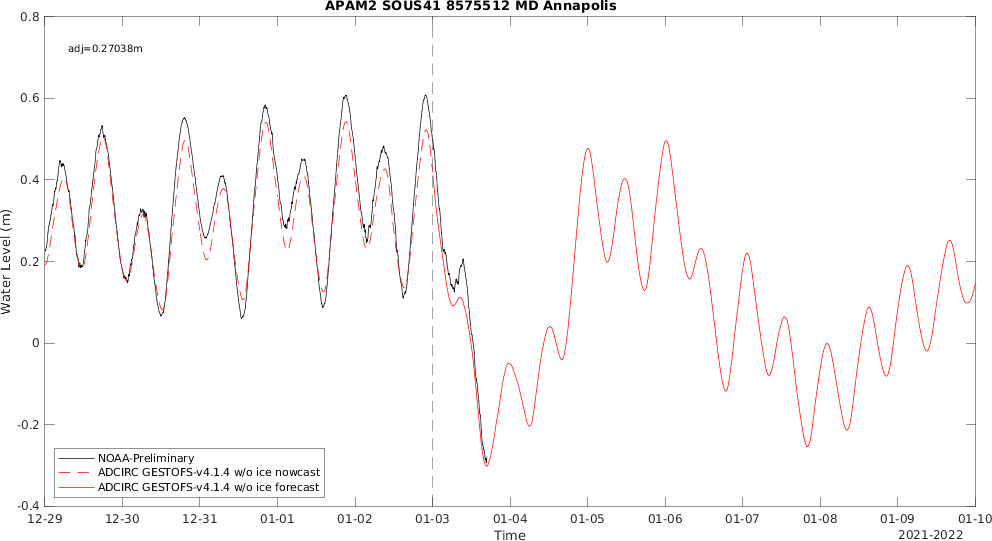 APAM2 SOUS41 8575512 MD Annapolis
adj=0.27038m
0.8
0.6
0.4
0.2
0
-0.2
-0.4
Water Level (m)
NOAA-Preliminary
ADCIRC GESTOFS-v4.1.4 w/o ice nowcast
ADCIRC GESTOFS-v4.1.4 w/o ice forecast
12-29 12-30 12-31 01-01 01-02 01-03 01-04 01-05 01-06 01-07 01-08 01-09 01-10
Time
2021-2022